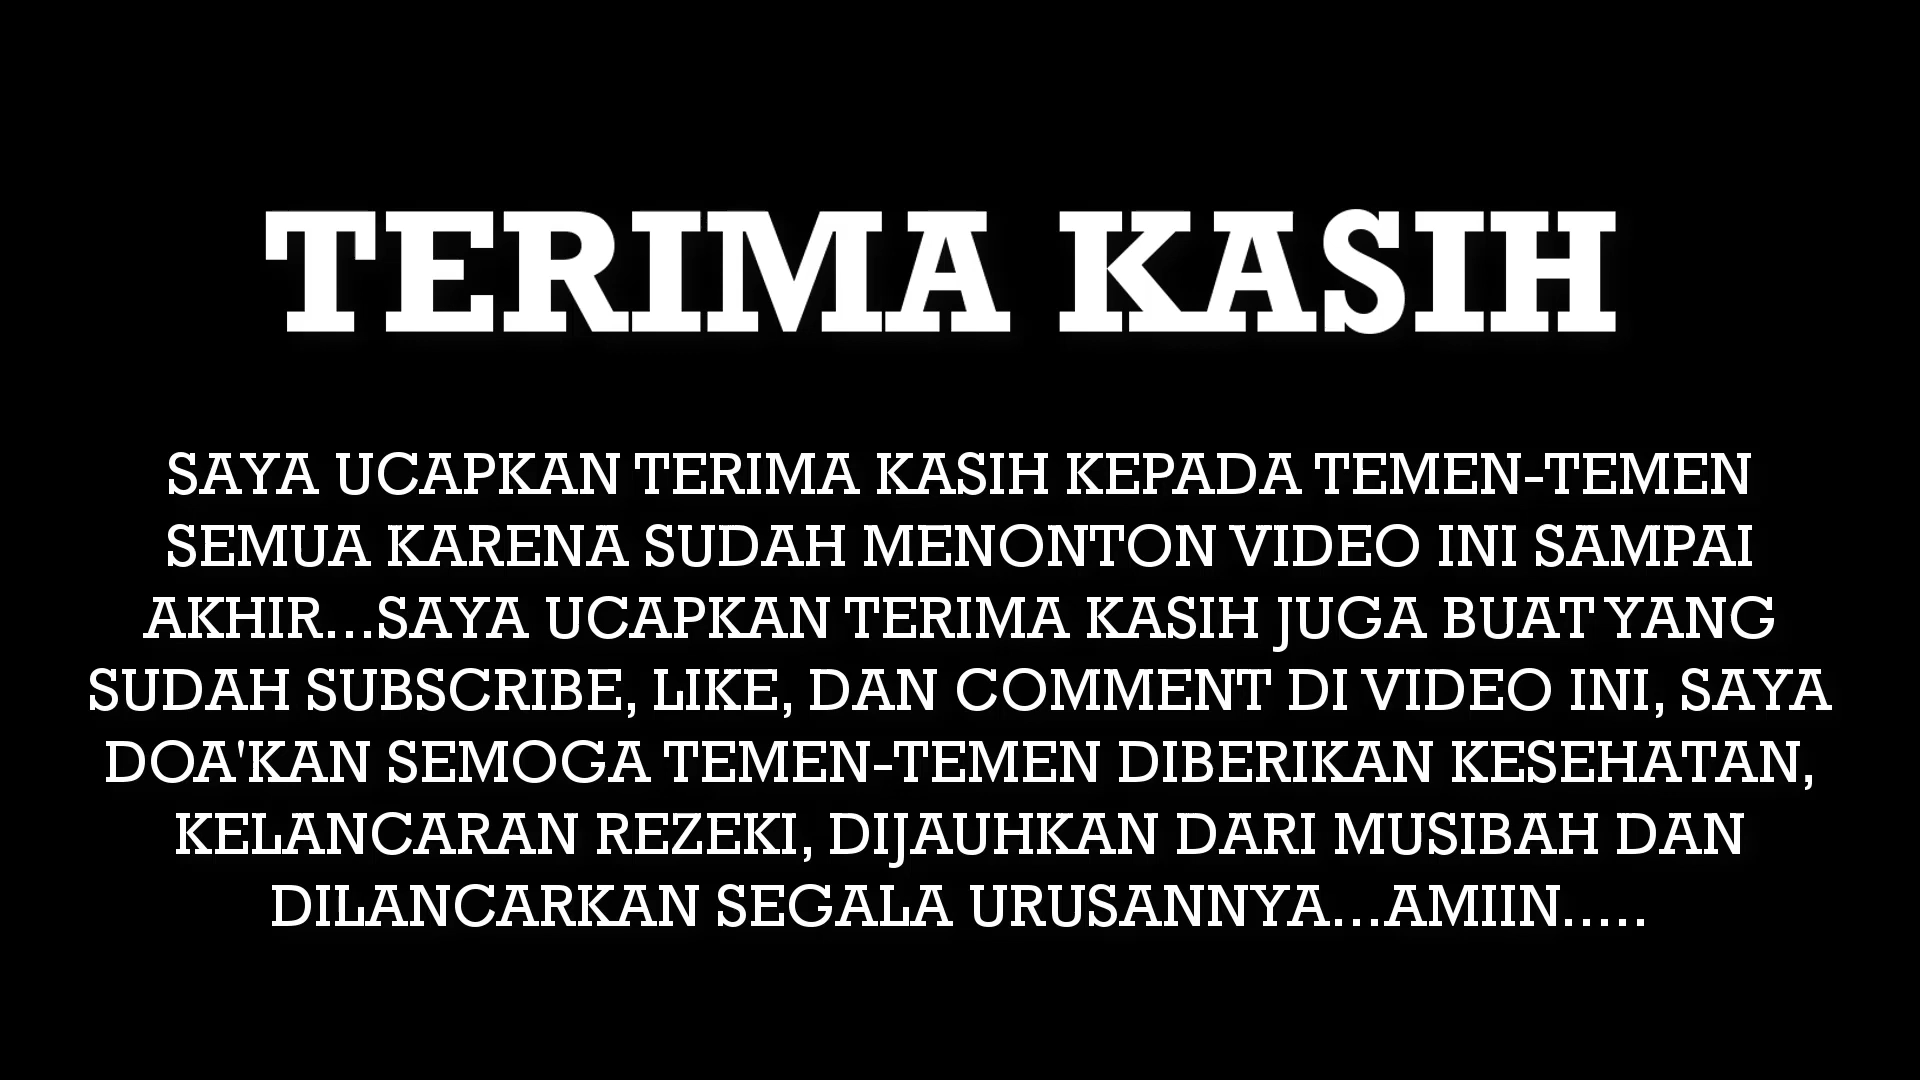 TERIMA KASIH
SAYA UCAPKAN TERIMA KASIH KEPADA TEMEN-TEMEN
SEMUA KARENA SUDAH MENONTON VIDEO INI SAMPAI
AKHIR...SAYA UCAPKAN TERIMA KASIH JUGA BUAT YANG
SUDAH SUBSCRIBE, LIKE, DAN COMMENT DI VIDEO INI, SAYA
DOA'KAN SEMOGA TEMEN-TEMEN DIBERIKAN KESEHATAN,
KELANCARAN REZEKI, DIJAUHKAN DARI MUSIBAH DAN
DILANCARKAN SEGALA URUSANNYA...AMIIN.....